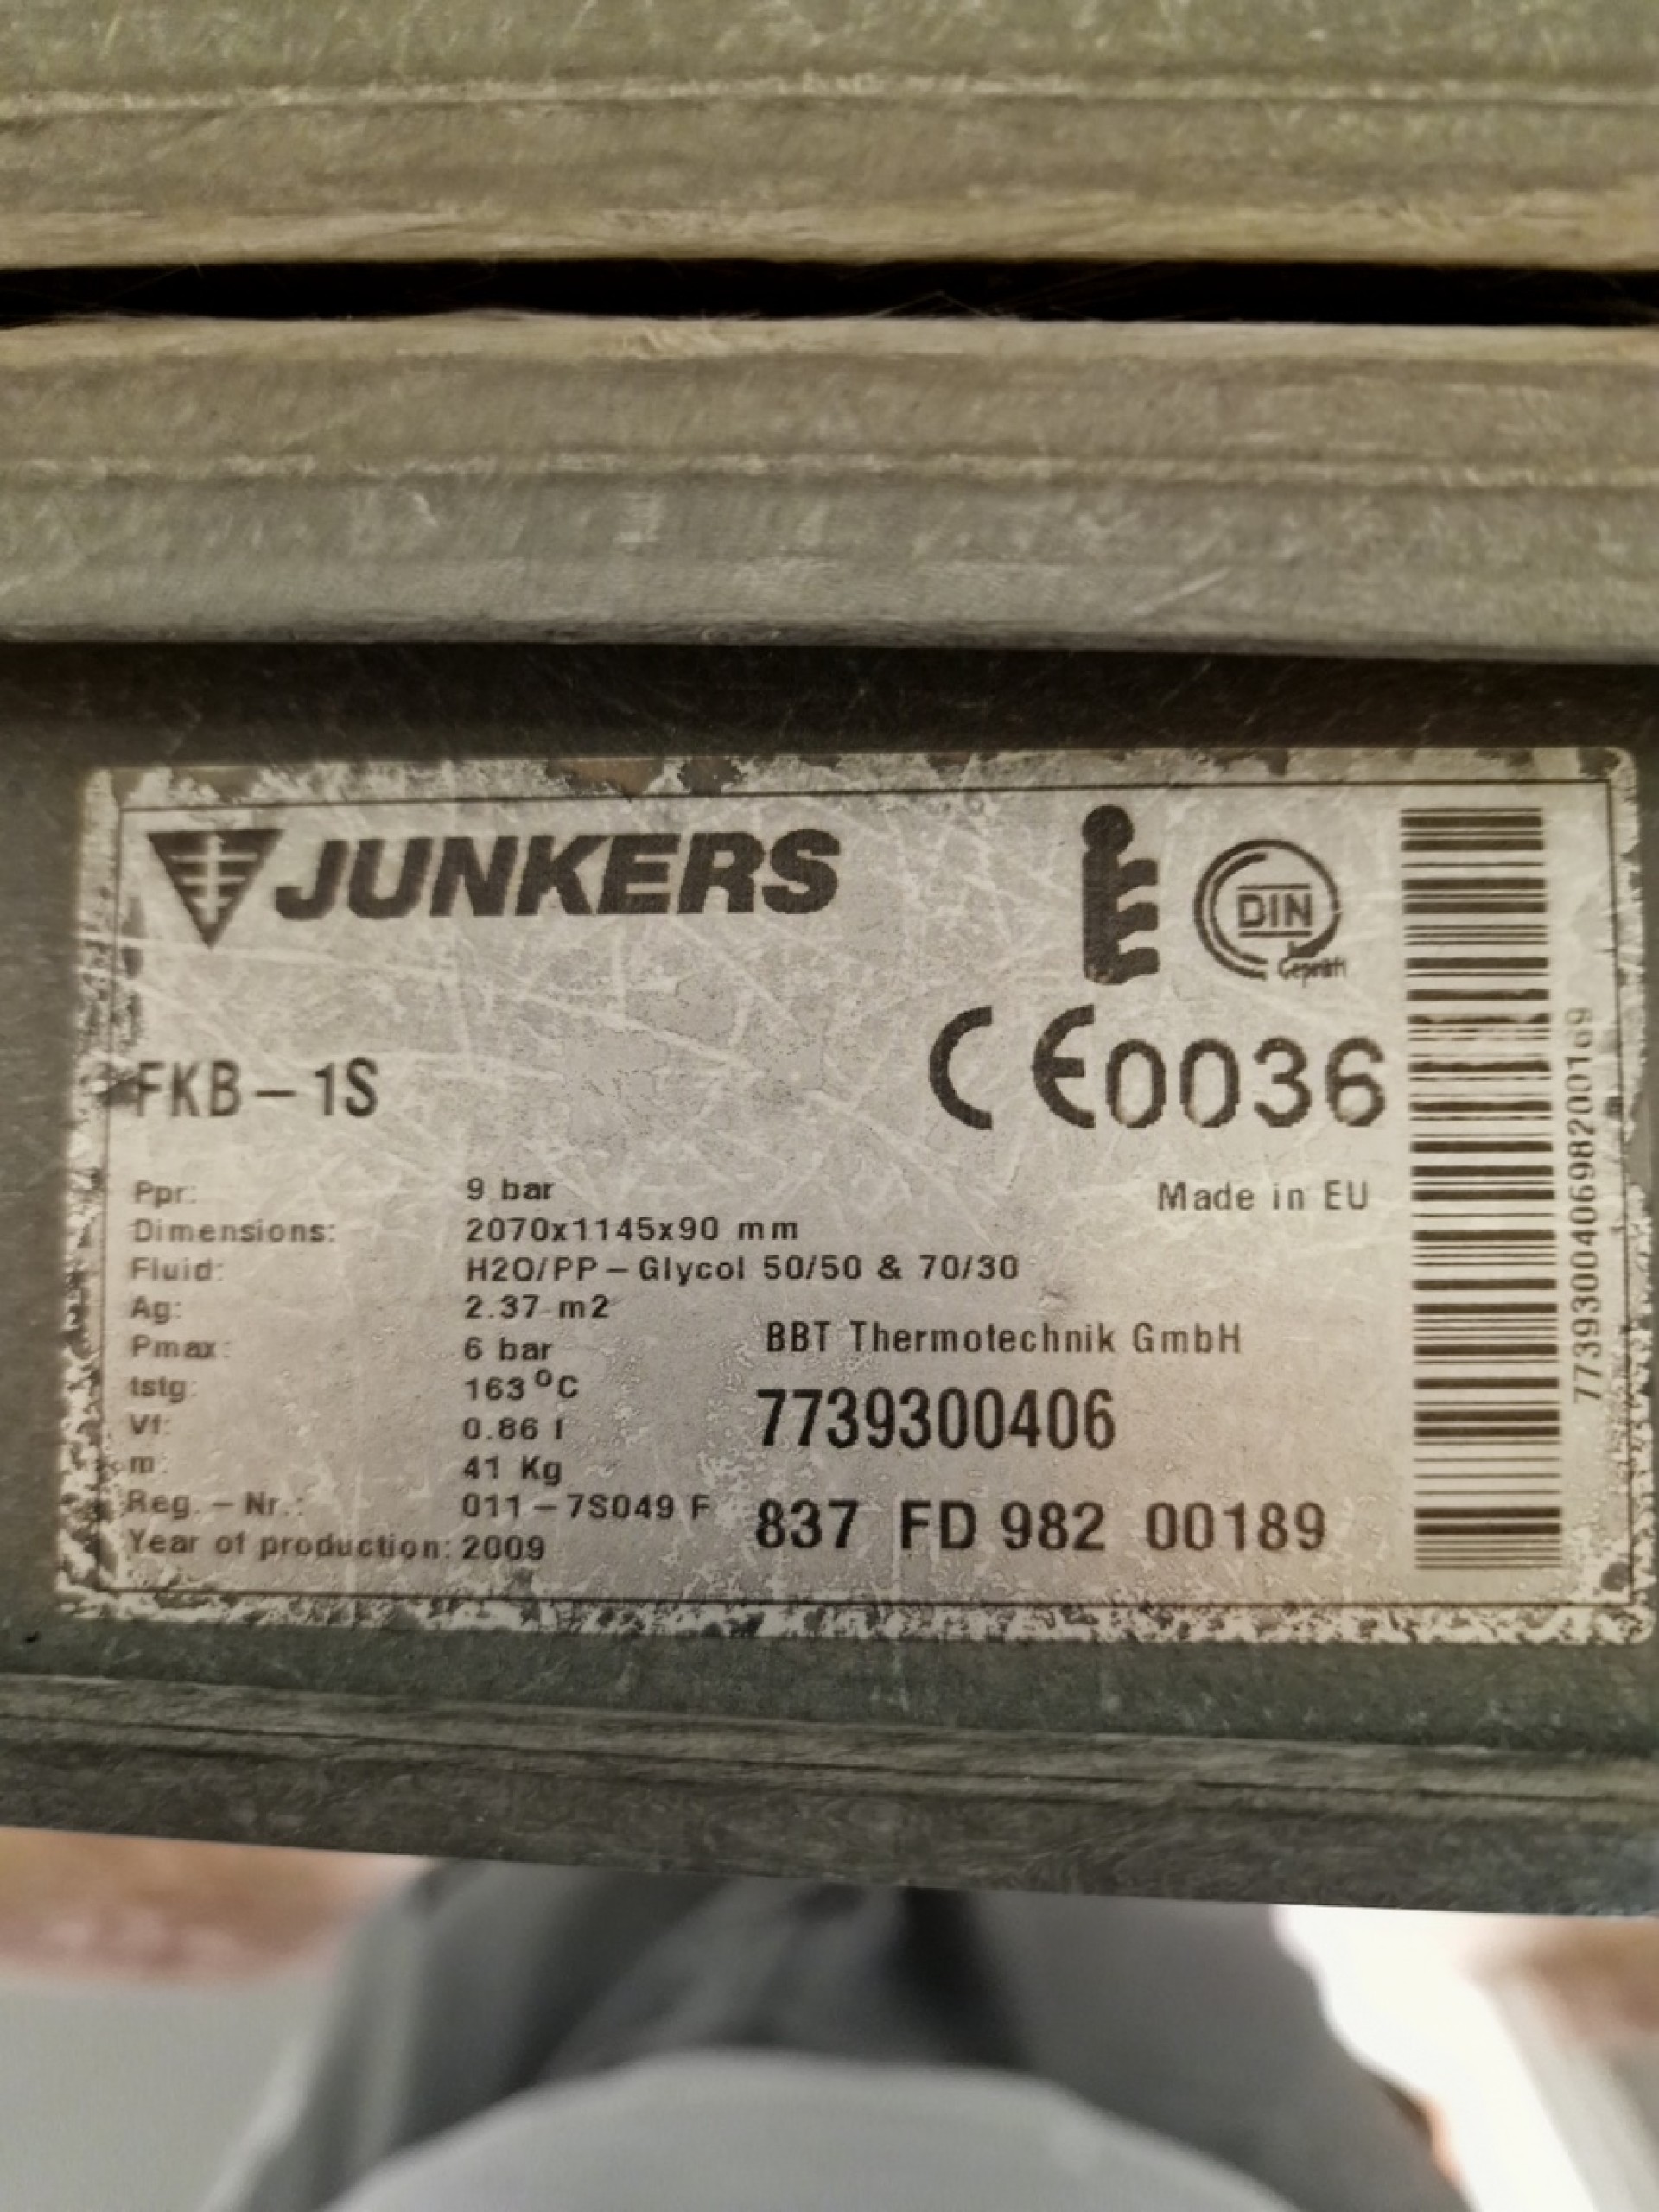 JUNKERS
DIN
Geprüft
CE0036
FKB-1S
Made in EU
Ppr: 9 bar
Dimensions: 2070x1145x90 mm
Fluid: H2O/PP-Glycol 50/50 & 70/30
Ag: 2.37 m2
Pmax: 6 bar
tstg: 163°C
Vf: 0.86 l
m: 41 Kg
Reg.-Nr.: 011-7S049 F
Year of production: 2009
BBT Thermotechnik GmbH
7739300406
837 FD 982 00189